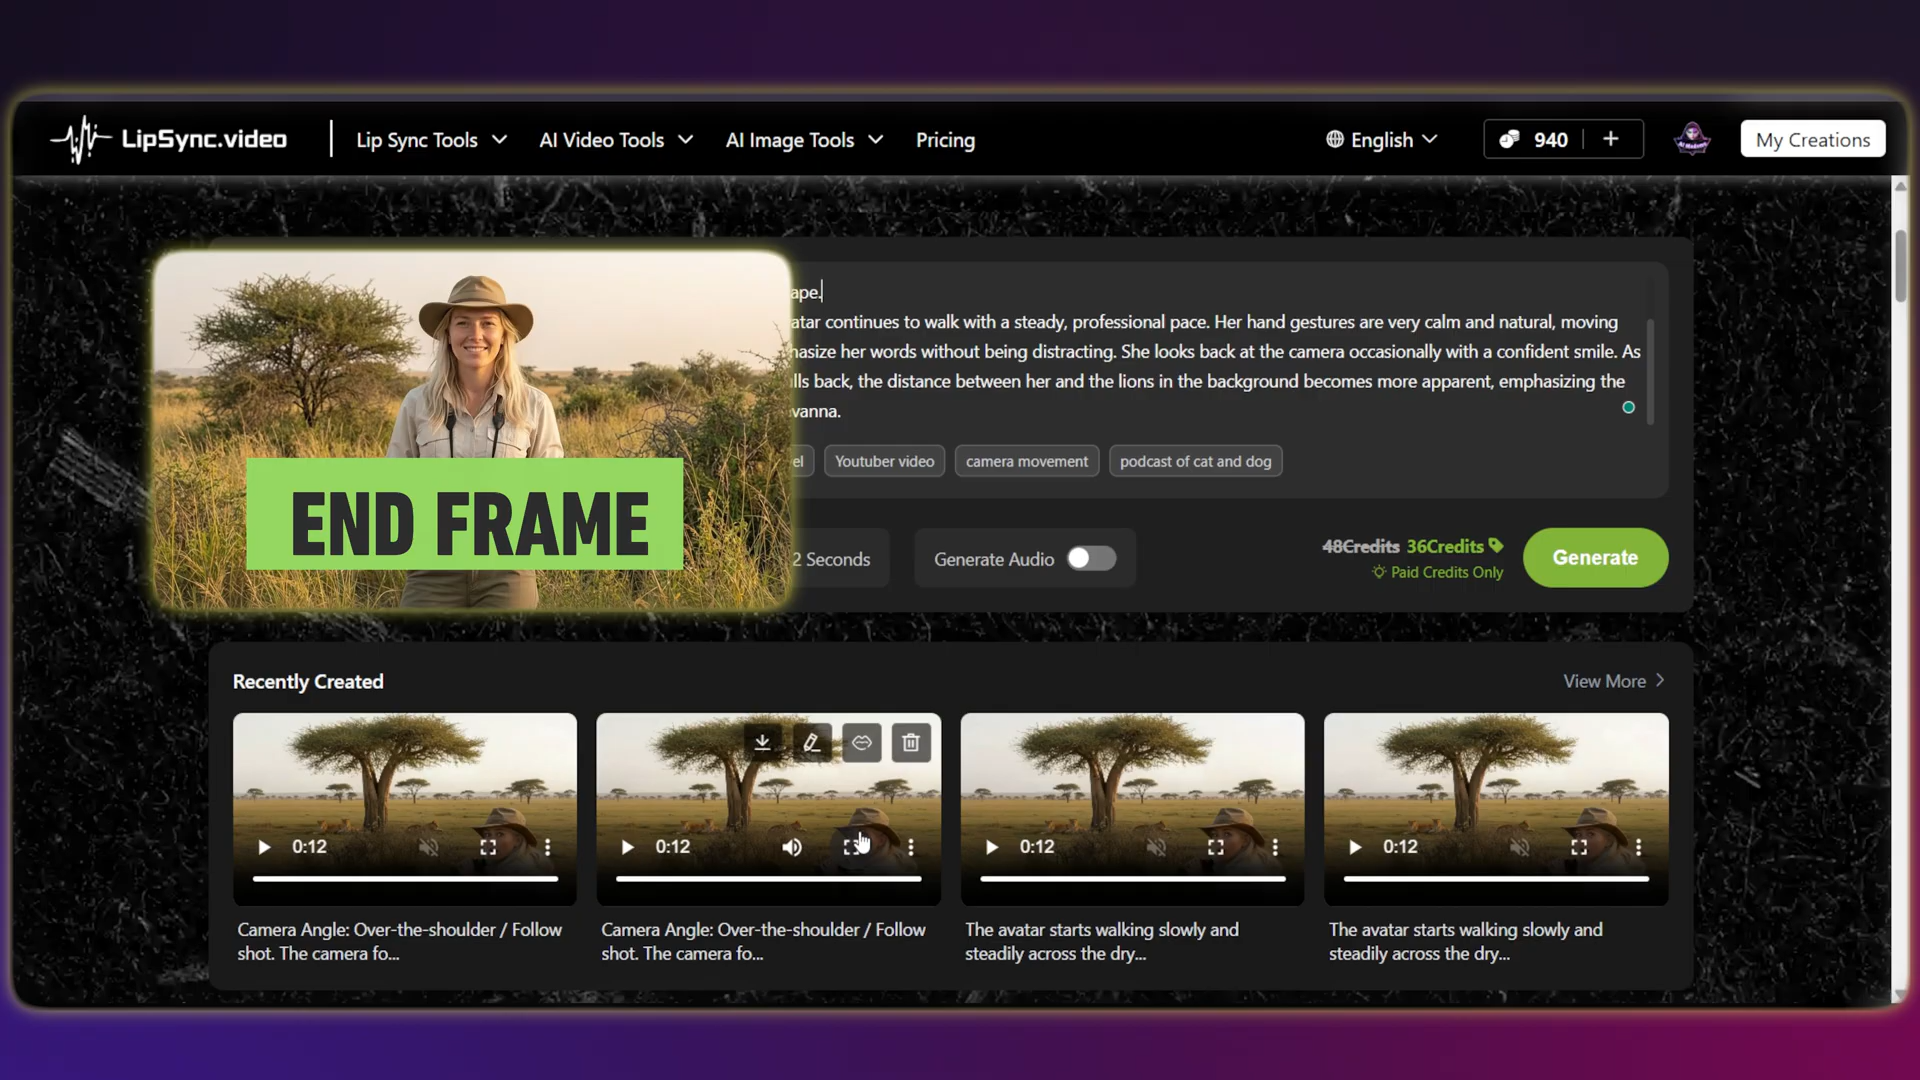 LipSync.video
Lip Sync Tools
AI Video Tools
AI Image Tools
Pricing
English
940
+
My Creations
ape.
atar continues to walk with a steady, professional pace. Her hand gestures are very calm and natural, moving
hasize her words without being distracting. She looks back at the camera occasionally with a confident smile. As
lls back, the distance between her and the lions in the background becomes more apparent, emphasizing the
vanna.
el
Youtuber video
camera movement
podcast of cat and dog
END FRAME
2 Seconds
Generate Audio
48Credits 36Credits
Paid Credits Only
Generate
Recently Created
View More
0:12
0:12
0:12
0:12
Camera Angle: Over-the-shoulder / Follow
shot. The camera fo...
Camera Angle: Over-the-shoulder / Follow
shot. The camera fo...
The avatar starts walking slowly and
steadily across the dry...
The avatar starts walking slowly and
steadily across the dry...